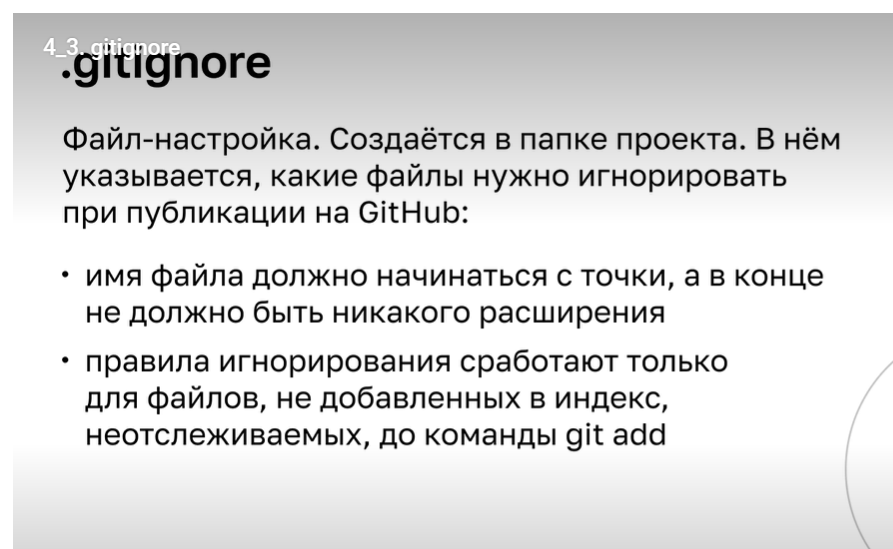 4_3. gitignore
.gitignore
Файл-настройка. Создаётся в папке проекта. В нём
указывается, какие файлы нужно игнорировать
при публикации на GitHub:
• имя файла должно начинаться с точки, а в конце
не должно быть никакого расширения
• правила игнорирования сработают только
для файлов, не добавленных в индекс,
неотслеживаемых, до команды git add